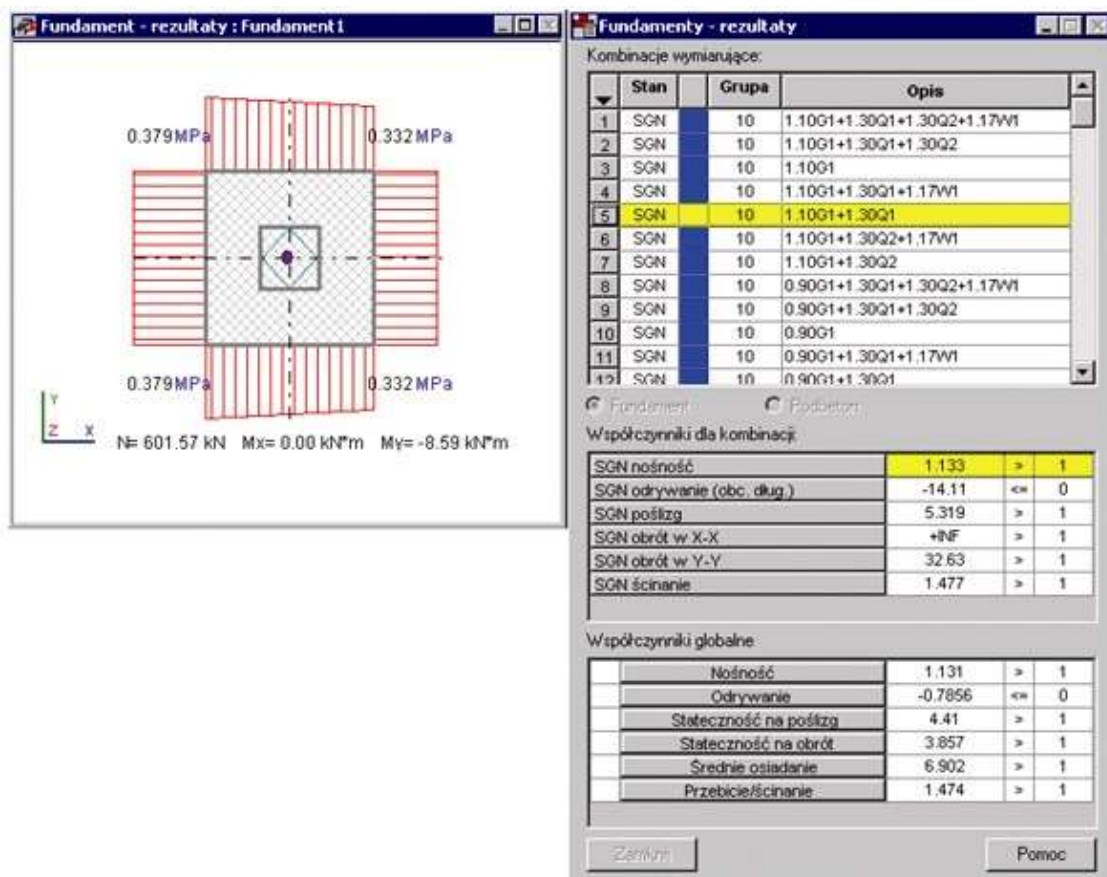 Fundament - rezultaty : Fundament1
0.379MPa 0.332MPa
0.379MPa 0.332MPa
Y
Z X
N= 601.57 kN Mx= 0.00 kN*m My= -8.59 kN*m
Fundamenty - rezultaty
Kombinacje wymiarujące:
Stan Grupa Opis
1 SGN 10 1.10G1+1.30Q1+1.30Q2+1.17W1
2 SGN 10 1.10G1+1.30Q1+1.30Q2
3 SGN 10 1.10G1
4 SGN 10 1.10G1+1.30Q1+1.17W1
5 SGN 10 1.10G1+1.30Q1
6 SGN 10 1.10G1+1.30Q2+1.17W1
7 SGN 10 1.10G1+1.30Q2
8 SGN 10 0.90G1+1.30Q1+1.30Q2+1.17W1
9 SGN 10 0.90G1+1.30Q1+1.30Q2
10 SGN 10 0.90G1
11 SGN 10 0.90G1+1.30Q1+1.17W1
12 SGN 10 0.90G1+1.30Q1
Fundament Podbeton
Współczynniki dla kombinacji:
SGN nośność 1.133 > 1
SGN odrywanie (obc. dług.) -14.11 <= 0
SGN poślizg 5.319 > 1
SGN obrót w X-X +INF > 1
SGN obrót w Y-Y 32.63 > 1
SGN ścinanie 1.477 > 1
Współczynniki globalne
Nośność 1.131 > 1
Odrywanie -0.7856 <= 0
Stateczność na poślizg 4.41 > 1
Stateczność na obrót 3.857 > 1
Średnie osiadanie 6.902 > 1
Przebicie/ścinanie 1.474 > 1
Zamknij Pomoc